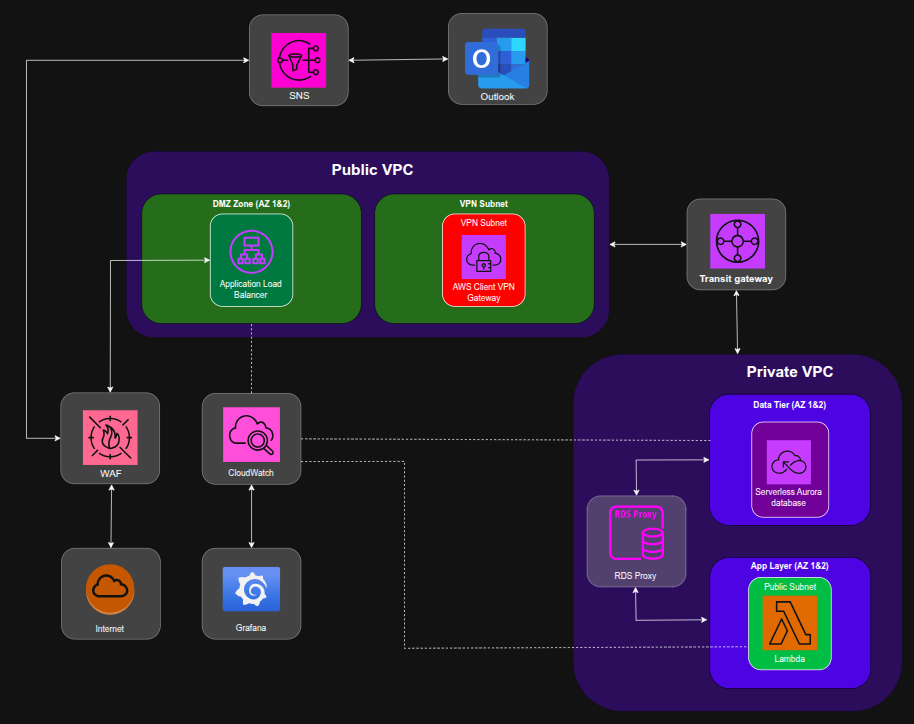 SNS
Outlook
Public VPC
DMZ Zone (AZ 1&2)
Application Load
Balancer
VPN Subnet
VPN Subnet
AWS Client VPN
Gateway
Transit gateway
Private VPC
Data Tier (AZ 1&2)
Serverless Aurora
database
RDS Proxy
RDS Proxy
App Layer (AZ 1&2)
Public Subnet
Lambda
WAF
CloudWatch
Internet
Grafana